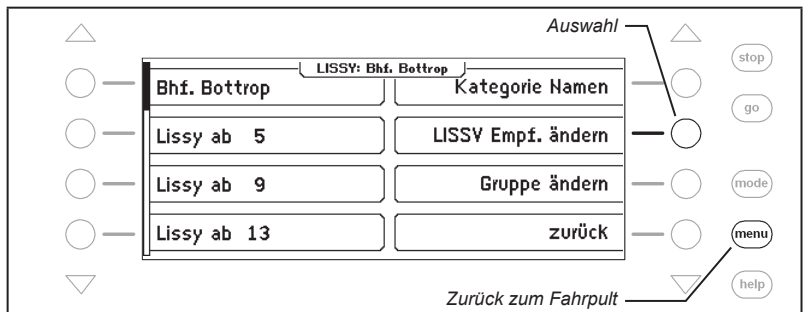 Auswahl
stop
LISSY: Bhf. Bottrop
Bhf. Bottrop Kategorie Namen
go
Lissy ab 5 LISSY Empf. ändern
Lissy ab 9 Gruppe ändern
mode
Lissy ab 13 zurück
menu
help
Zurück zum Fahrpult